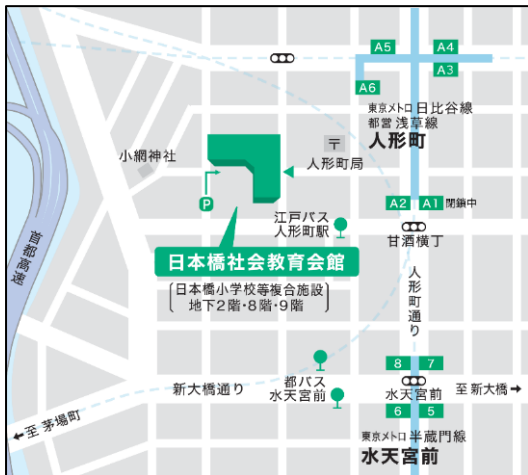 A5
A4
A3
A6
東京メトロ 日比谷線
都営 浅草線
人形町
〒
人形町局
小網神社
P
A2
A1
閉鎖中
江戸バス
人形町駅
甘酒横丁
日本橋社会教育会館
日本橋小学校等複合施設
地下2階・8階・9階
首都高速
人形町通り
8
7
都バス
水天宮前
新大橋通り
水天宮前
至 新大橋→
6
5
←至 茅場町
東京メトロ 半蔵門線
水天宮前